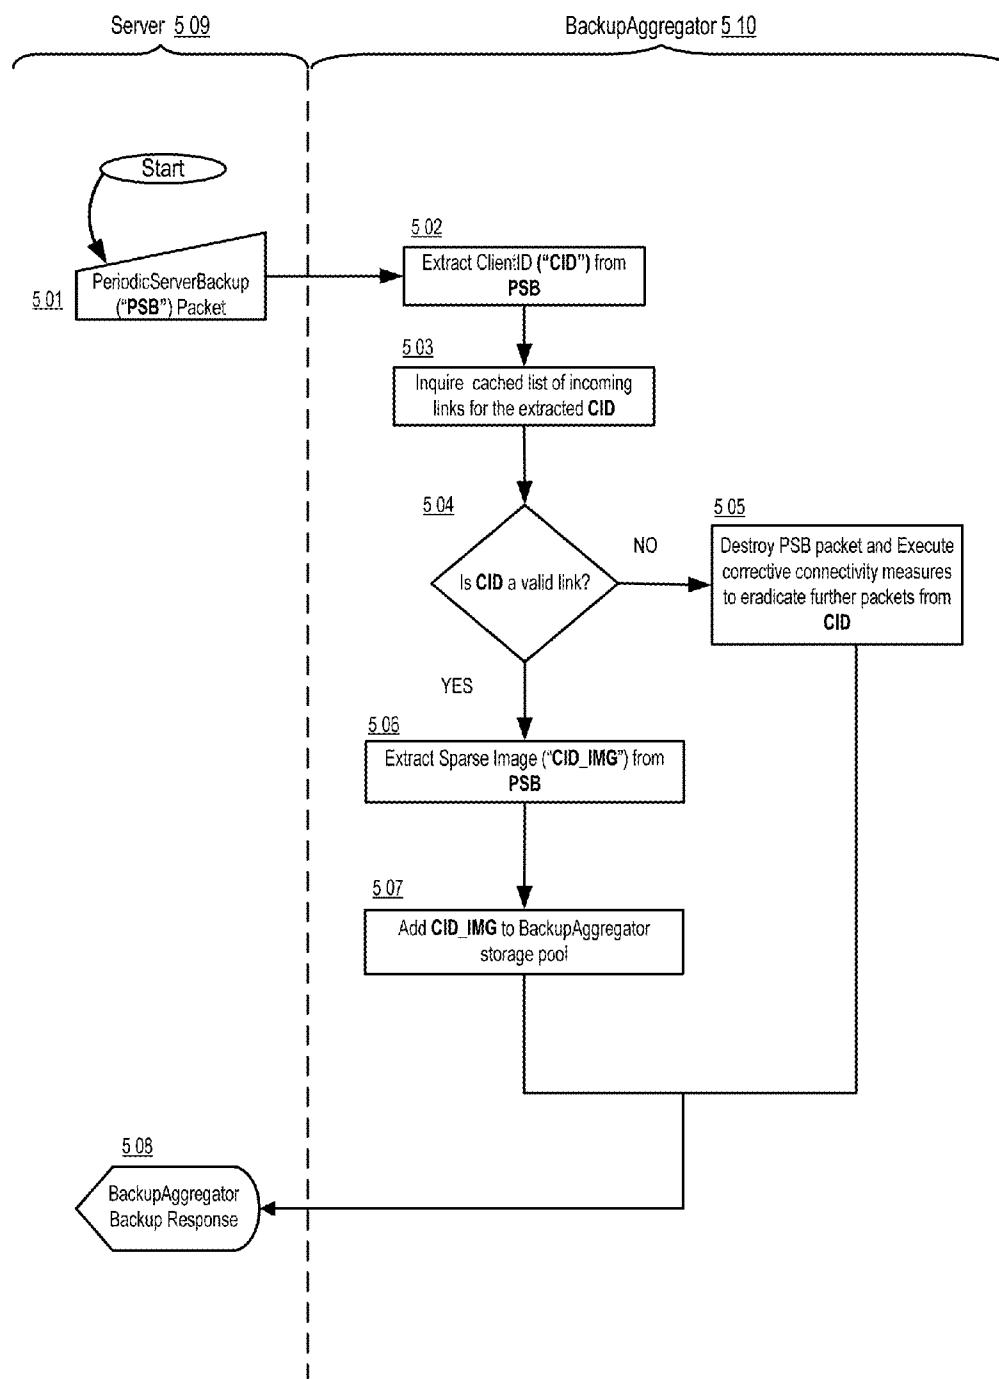 Server 5 09
BackupAggregator 5 10
Start
5 01
PeriodicServerBackup
(“PSB”) Packet
5 02
Extract ClientID (“CID”) from
PSB
5 03
Inquire cached list of incoming
links for the extracted CID
5 04
Is CID a valid link?
NO
5 05
Destroy PSB packet and Execute
corrective connectivity measures
to eradicate further packets from
CID
YES
5 06
Extract Sparse Image (“CID_IMG”) from
PSB
5 07
Add CID_IMG to BackupAggregator
storage pool
5 08
BackupAggregator
Backup Response